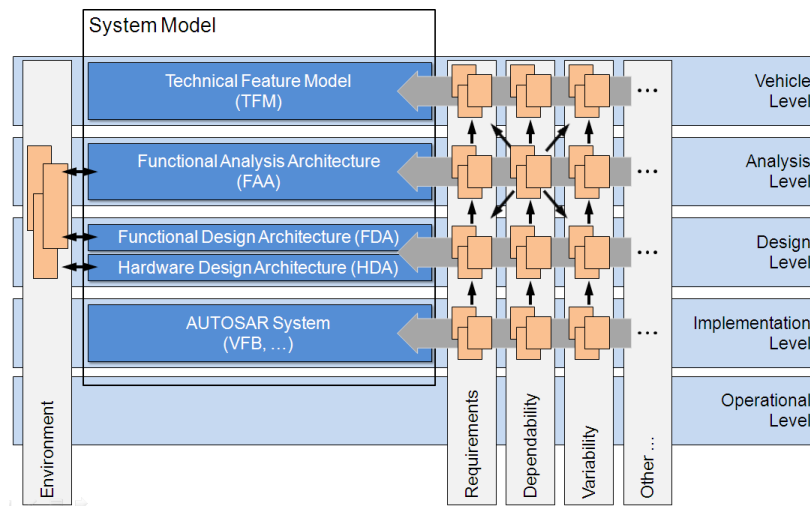 System Model
Technical Feature Model
(TFM)
...
Vehicle
Level
Functional Analysis Architecture
(FAA)
...
Analysis
Level
Functional Design Architecture (FDA)
Hardware Design Architecture (HDA)
...
Design
Level
AUTOSAR System
(VFB, ...)
...
Implementation
Level
Operational
Level
Environment
Requirements
Dependability
Variability
Other ...